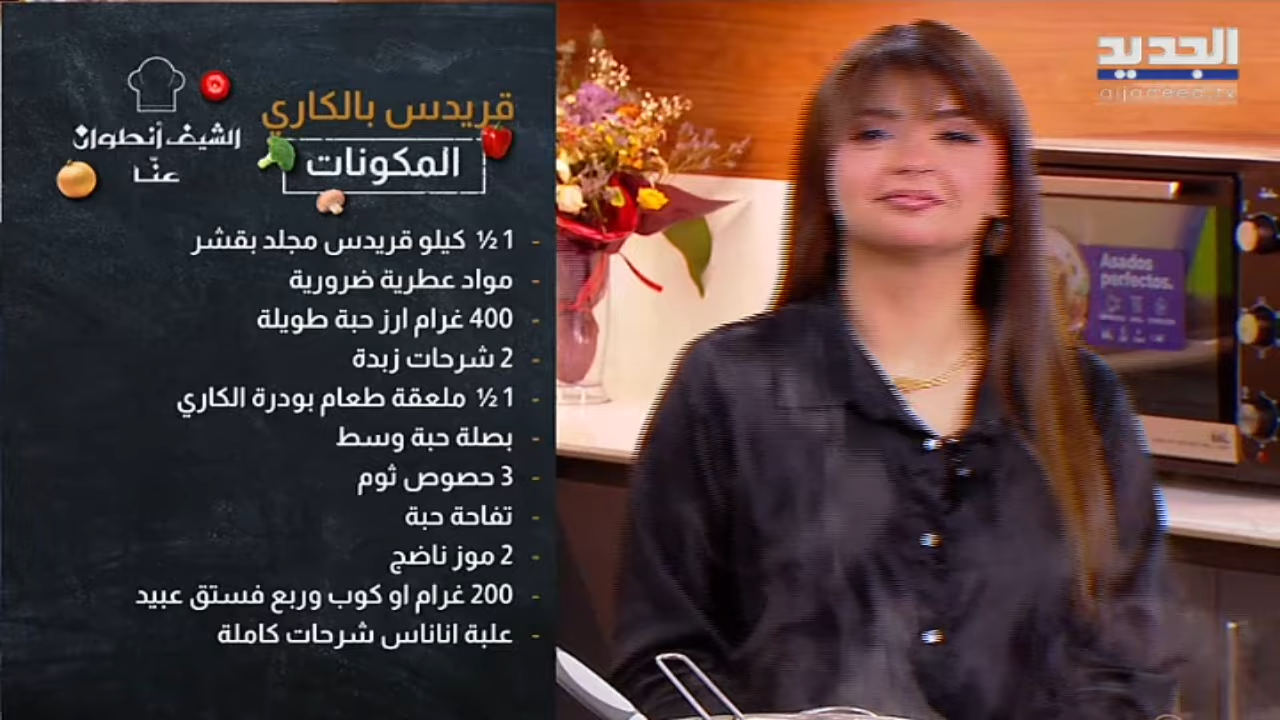 الجديد
aljadeed.tv
الشيف أنطوان
عنّا
قريدس بالكاري
المكونات
- 1 ½ كيلو قريدس مجلد بقشر
- مواد عطرية ضرورية
- 400 غرام ارز حبة طويلة
- 2 شرحات زبدة
- 1 ½ ملعقة طعام بودرة الكاري
- بصلة حبة وسط
- 3 حصوص ثوم
- تفاحة حبة
- 2 موز ناضج
- 200 غرام او كوب وربع فستق عبيد
- علبة اناناس شرحات كاملة
Asados
perfectos.